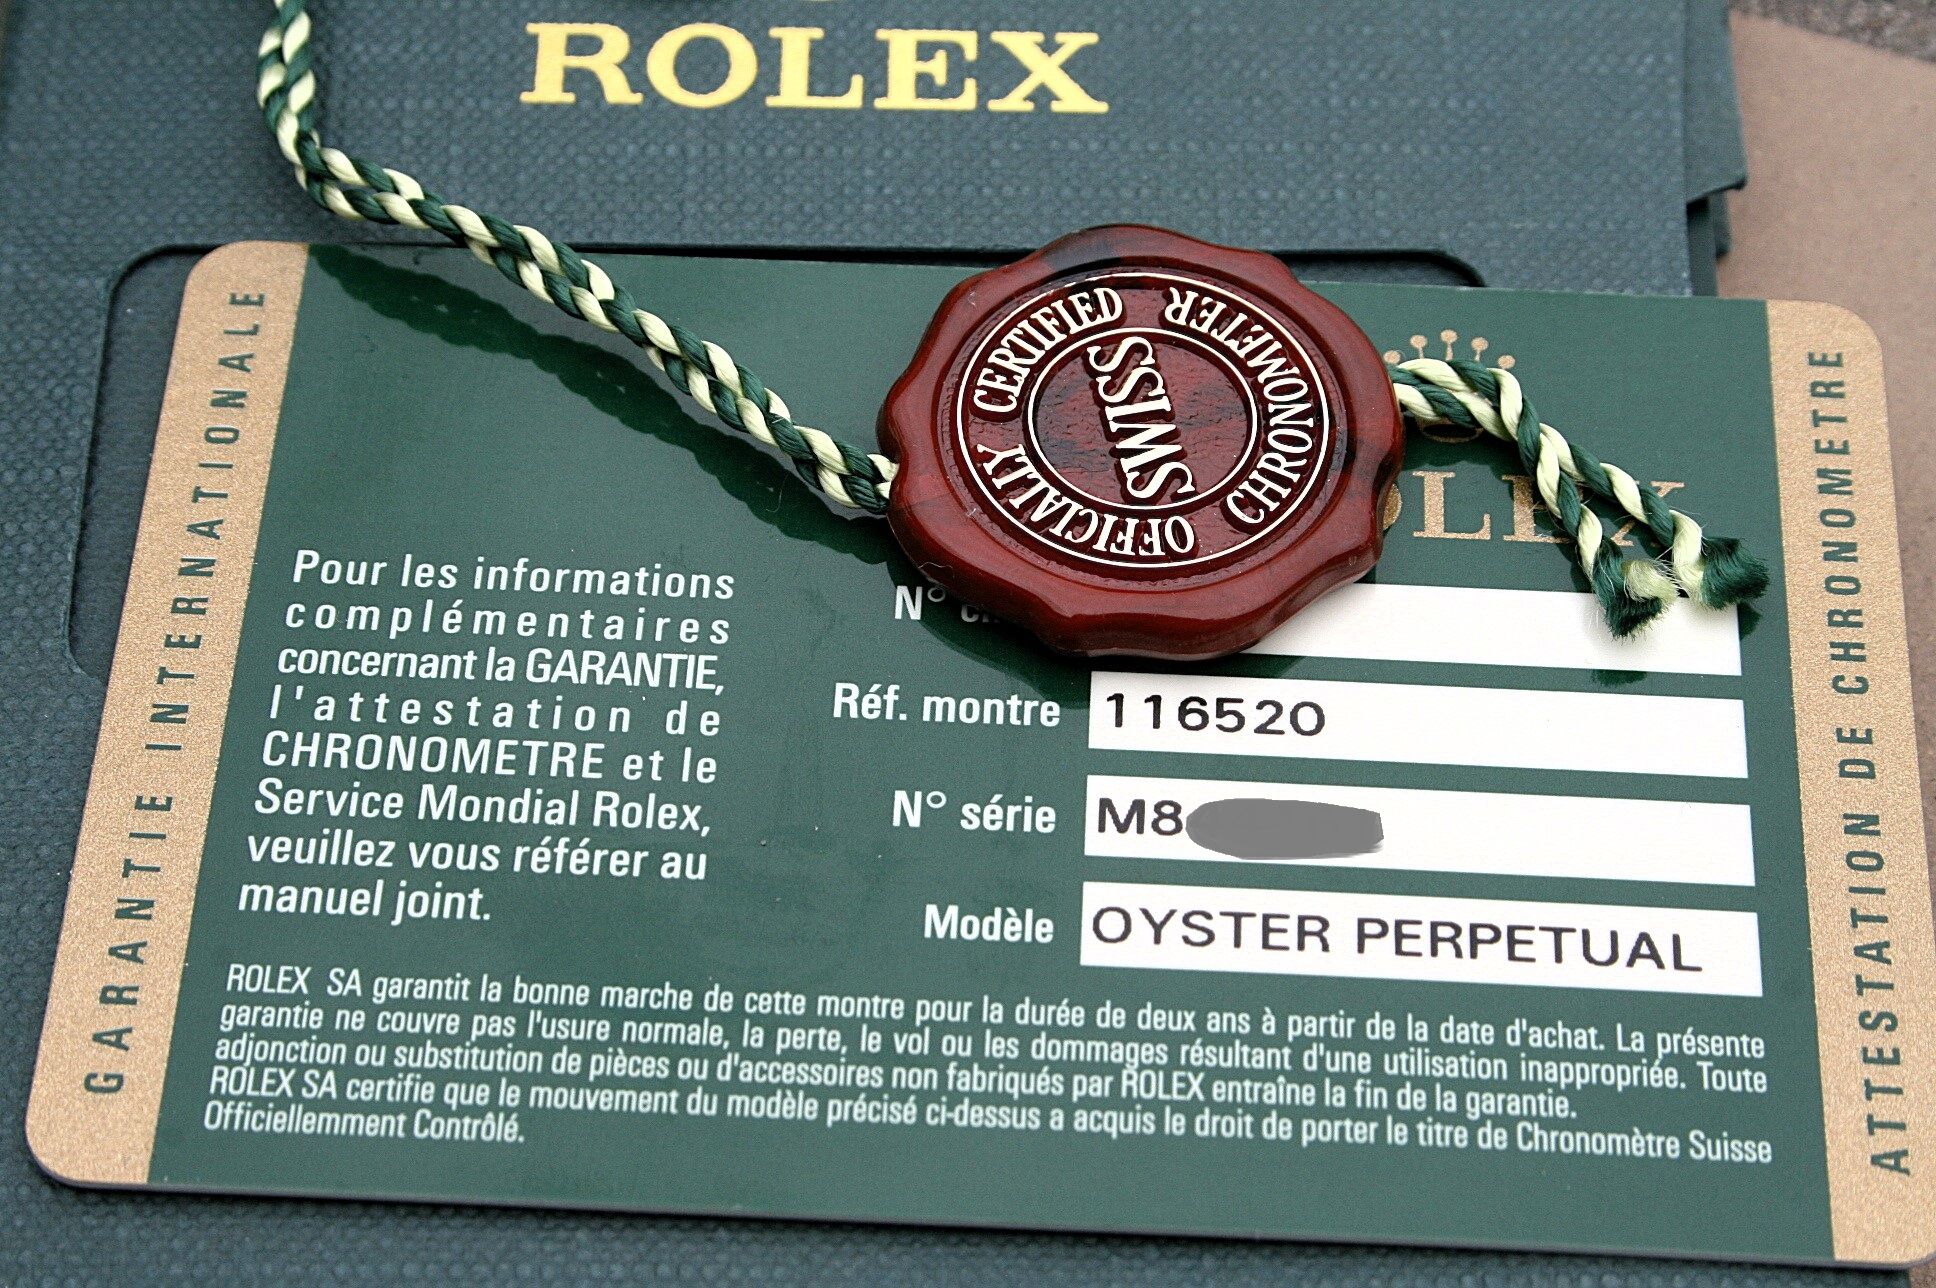 ROLEX
OFFICIALLY CERTIFIED CHRONOMETER
SWISS
GARANTIE INTERNATIONALE
ATTESTATION DE CHRONOMETRE
Pour les informations
complémentaires
concernant la GARANTIE,
l'attestation de
CHRONOMETRE et le
Service Mondial Rolex,
veuillez vous référer au
manuel joint.
N°
Réf. montre 116520
N° série M8
Modèle OYSTER PERPETUAL
ROLEX SA garantit la bonne marche de cette montre pour la durée de deux ans à partir de la date d'achat. La présente
garantie ne couvre pas l'usure normale, la perte, le vol ou les dommages résultant d'une utilisation inappropriée. Toute
adjonction ou substitution de pièces ou d'accessoires non fabriqués par ROLEX entraîne la fin de la garantie.
ROLEX SA certifie que le mouvement du modèle précisé ci-dessus a acquis le droit de porter le titre de Chronomètre Suisse
Officiellemment Contrôlé.